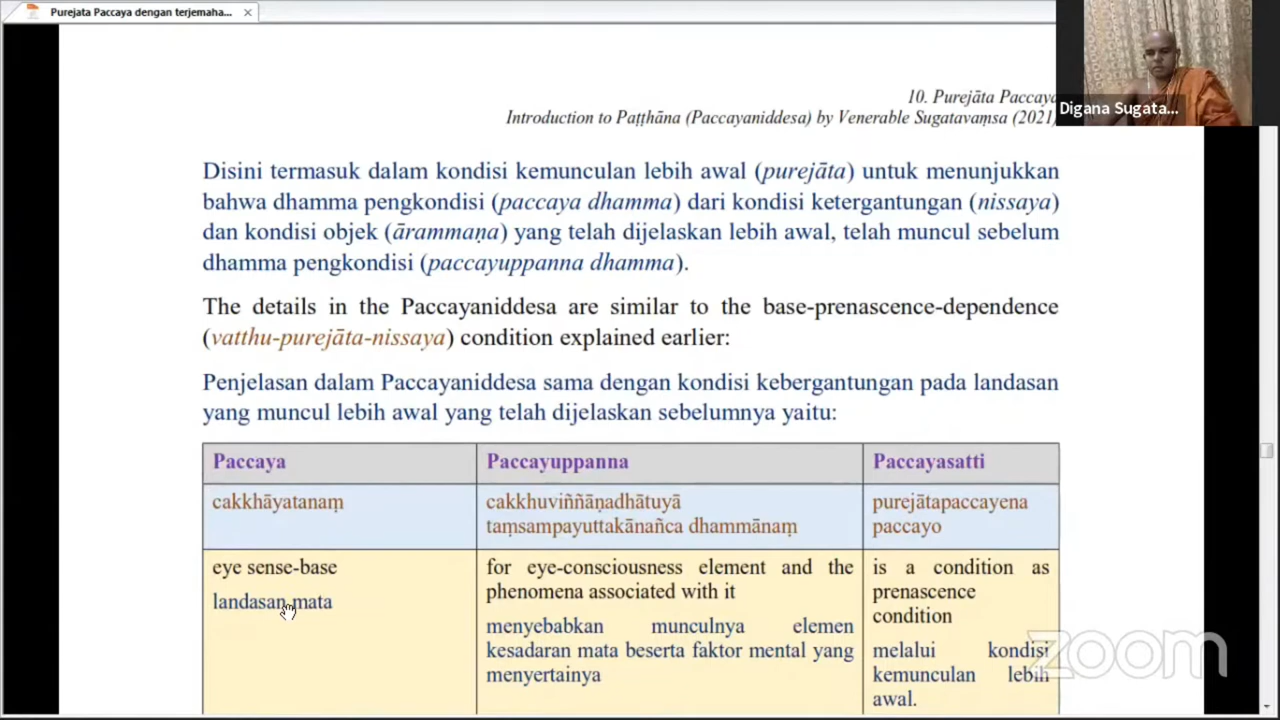 Purejata Paccaya dengan terjemaha...
10. Purejāta Paccaya
Introduction to Paṭṭhāna (Paccayaniddesa) by Venerable Sugatavaṃsa (2021)
Digana Sugata...
Disini termasuk dalam kondisi kemunculan lebih awal (purejāta) untuk menunjukkan
bahwa dhamma pengkondisi (paccaya dhamma) dari kondisi ketergantungan (nissaya)
dan kondisi objek (ārammaṇa) yang telah dijelaskan lebih awal, telah muncul sebelum
dhamma pengkondisi (paccayuppanna dhamma).
The details in the Paccayaniddesa are similar to the base-prenascence-dependence
(vatthu-purejāta-nissaya) condition explained earlier:
Penjelasan dalam Paccayaniddesa sama dengan kondisi kebergantungan pada landasan
yang muncul lebih awal yang telah dijelaskan sebelumnya yaitu:
Paccaya
Paccayuppanna
Paccayasatti
cakkhāyatanaṃ
cakkhuviññāṇadhātuyā
taṃsampayuttakānañca dhammānaṃ
purejātapaccayena
paccayo
eye sense-base
landasan mata
for eye-consciousness element and the
phenomena associated with it
menyebabkan munculnya elemen
kesadaran mata beserta faktor mental yang
menyertainya
is a condition as
prenascence
condition
melalui kondisi
kemunculan lebih
awal.
zoom